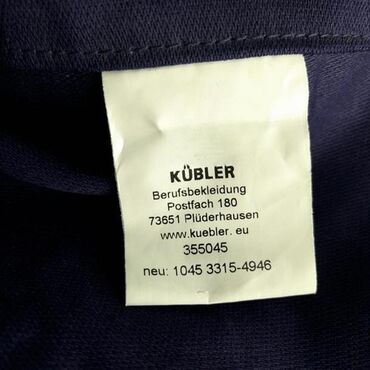 KÜBLER
Berufsbekleidung
Postfach 180
73651 Plüderhausen
www.kuebler.eu
355045
neu: 1045 3315-4946